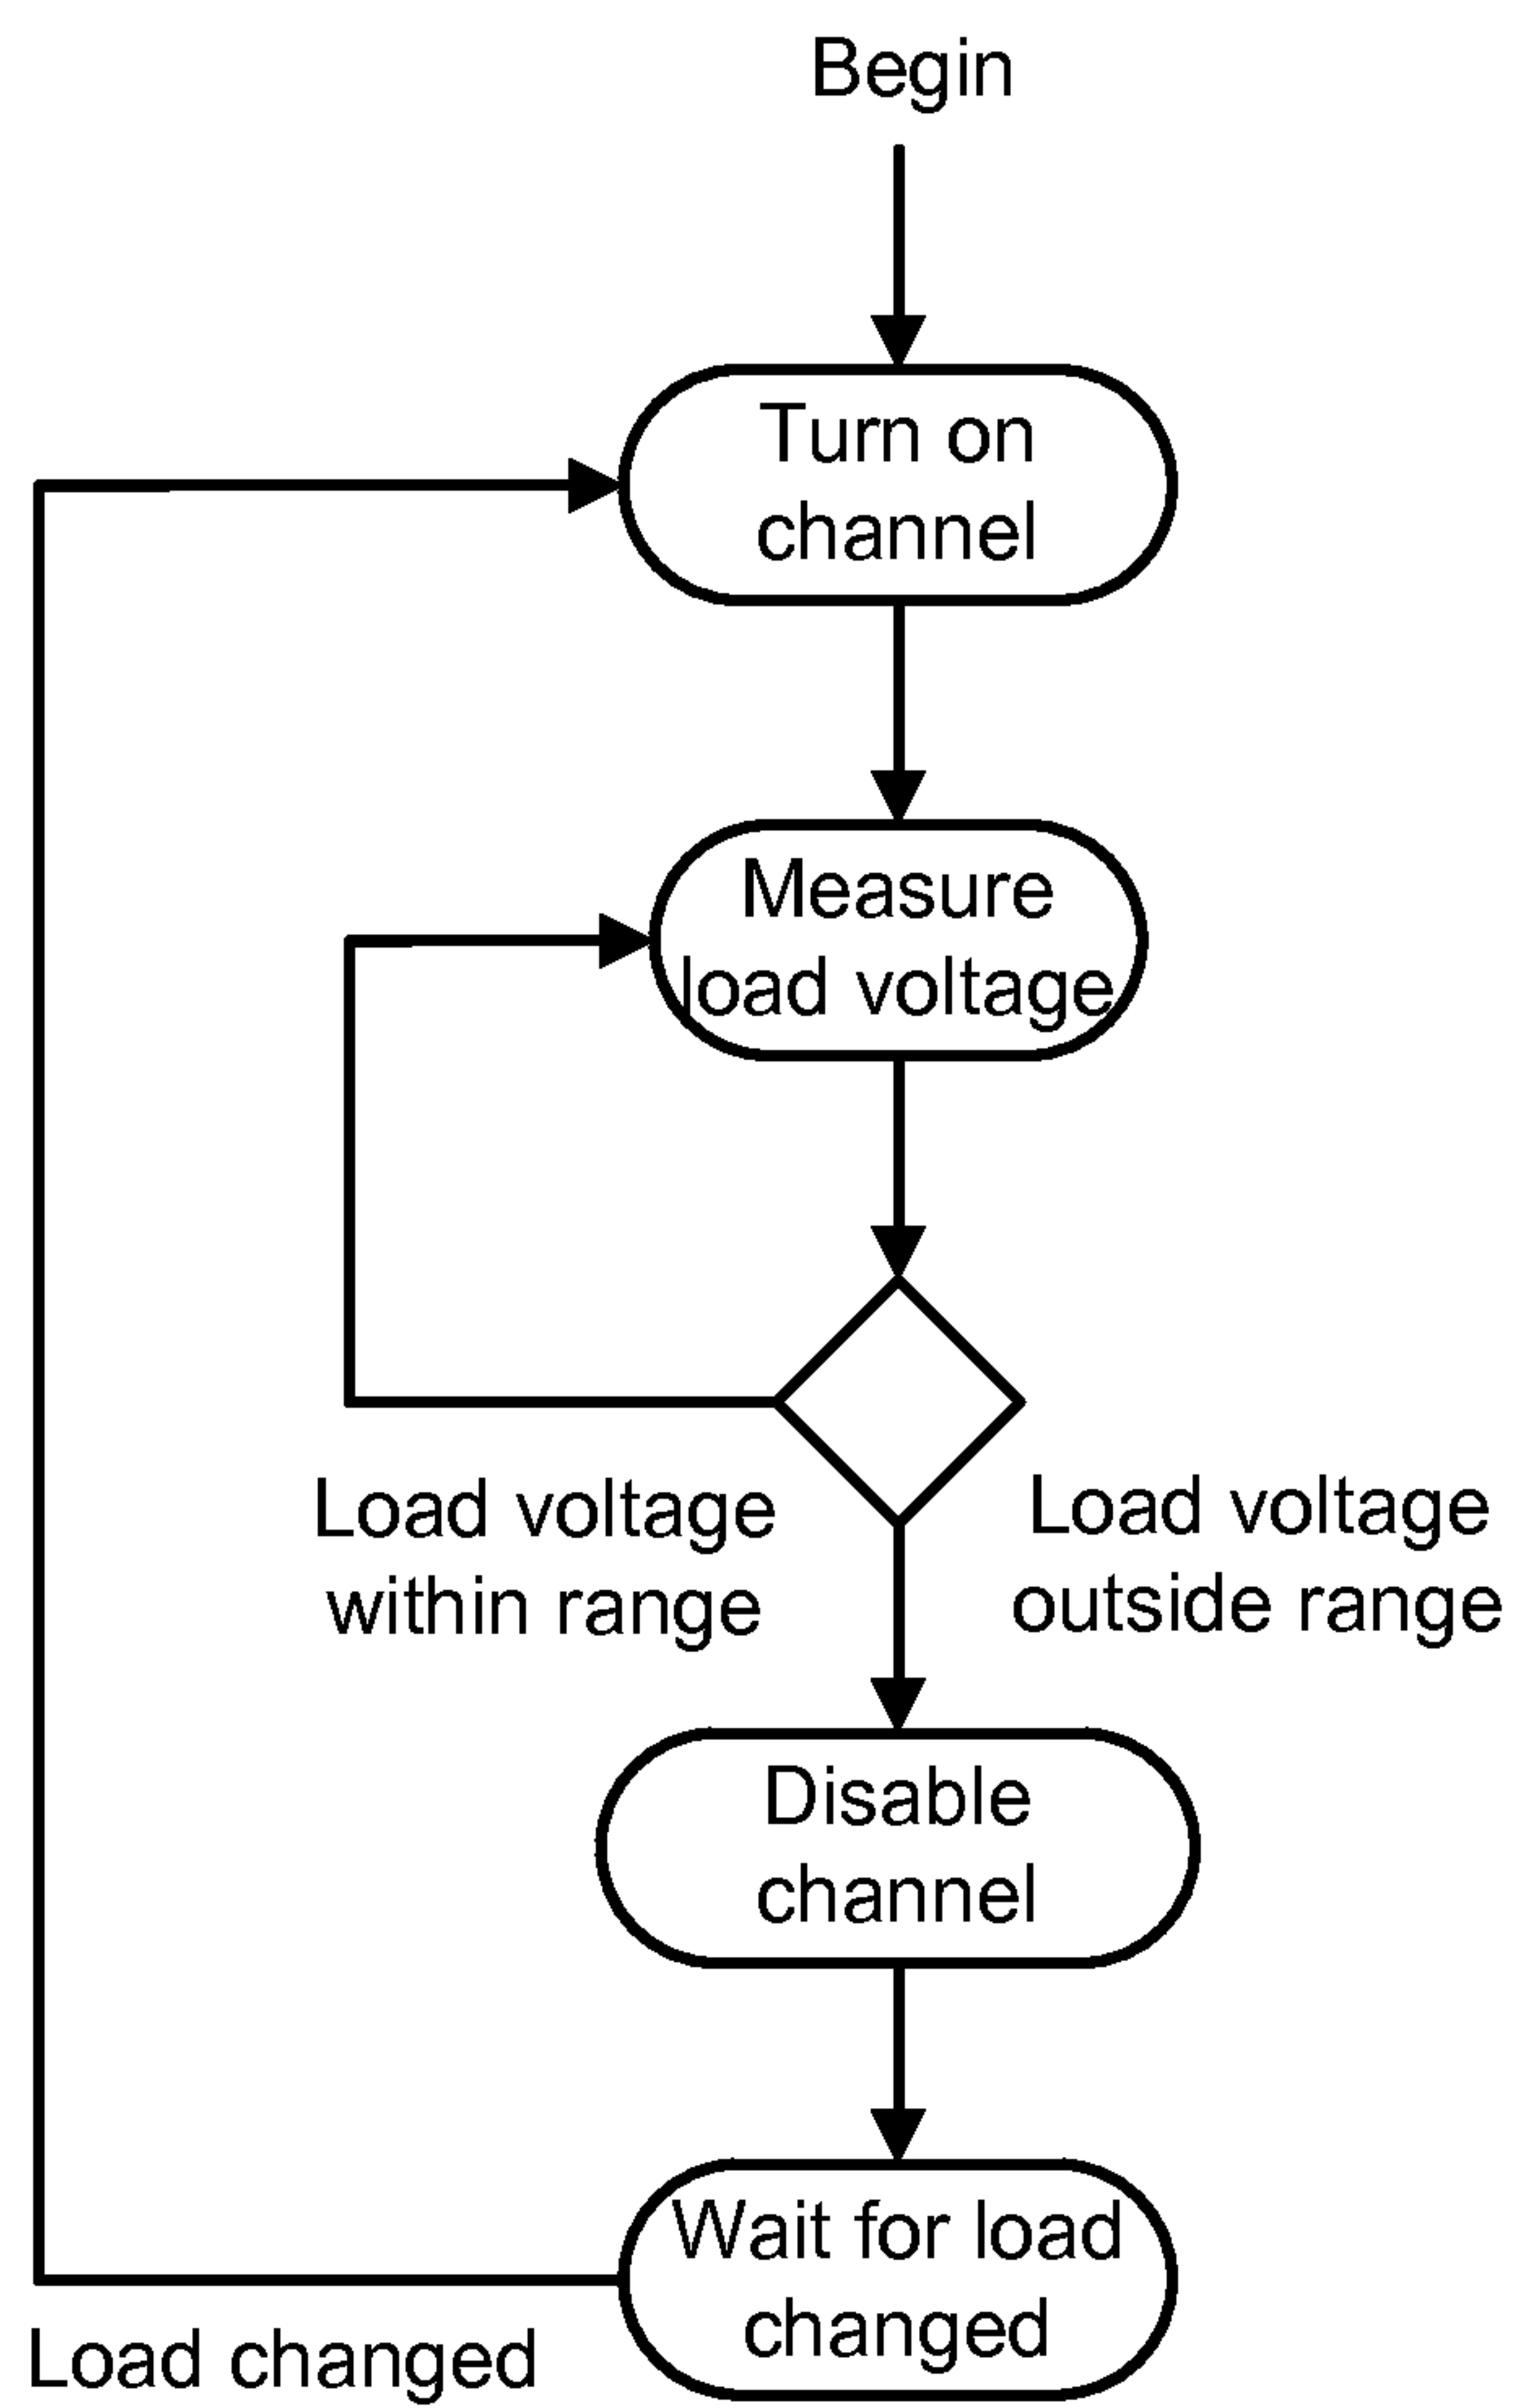 Begin
Turn on
channel
Measure
load voltage
Load voltage
within range
Load voltage
outside range
Disable
channel
Wait for load
changed
Load changed